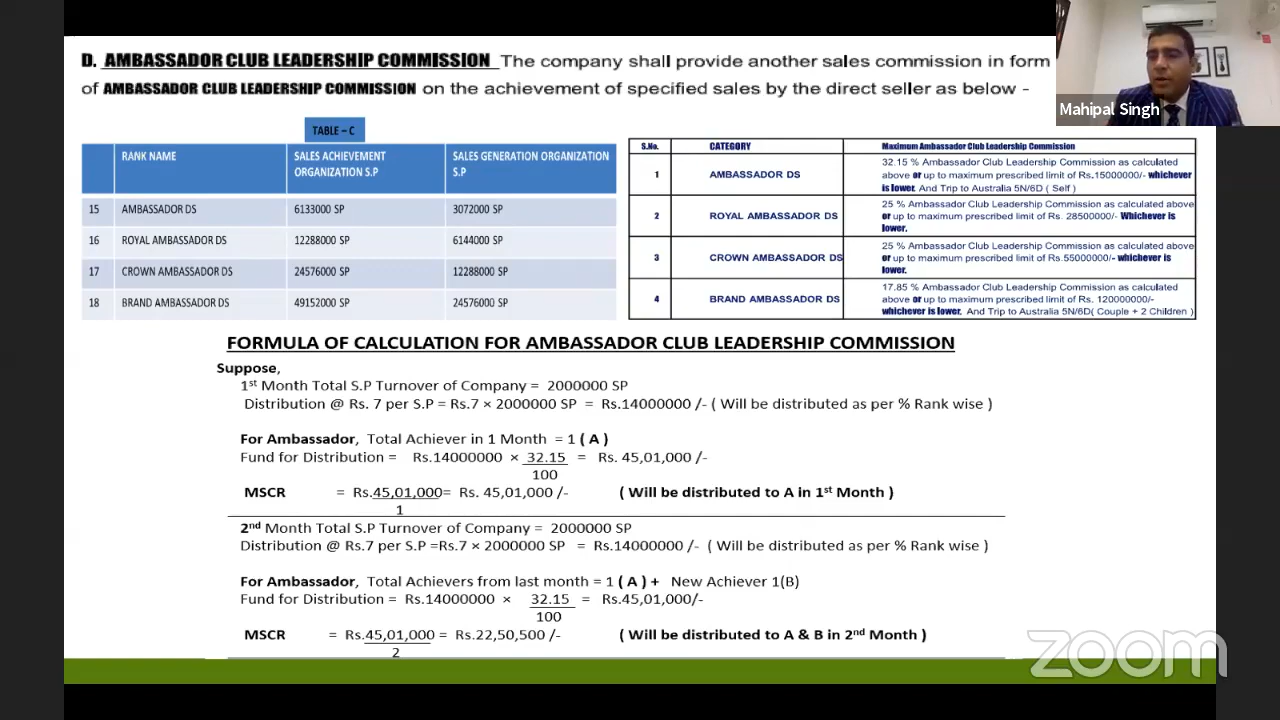 D. AMBASSADOR CLUB LEADERSHIP COMMISSION The company shall provide another sales commission in form
of AMBASSADOR CLUB LEADERSHIP COMMISSION on the achievement of specified sales by the direct seller as below -
Mahipal Singh
TABLE – C
RANK NAME SALES ACHIEVEMENT SALES GENERATION ORGANIZATION
ORGANIZATION S.P S.P
15 AMBASSADOR DS 6133000 SP 3072000 SP
16 ROYAL AMBASSADOR DS 12288000 SP 6144000 SP
17 CROWN AMBASSADOR DS 24576000 SP 12288000 SP
18 BRAND AMBASSADOR DS 49152000 SP 24576000 SP
S.No. CATEGORY Maximum Ambassador Club Leadership Commission
1 AMBASSADOR DS 32.15 % Ambassador Club Leadership Commission as calculated
above or up to maximum prescribed limit of Rs.15000000/- whichever
is lower. And Trip to Australia 5N/6D ( Self )
2 ROYAL AMBASSADOR DS 25 % Ambassador Club Leadership Commission as calculated above
or up to maximum prescribed limit of Rs. 28500000/- Whichever is
lower.
3 CROWN AMBASSADOR DS 25 % Ambassador Club Leadership Commission as calculated above
or up to maximum prescribed limit of Rs.55000000/- whichever is
lower.
4 BRAND AMBASSADOR DS 17.85 % Ambassador Club Leadership Commission as calculated
above or up to maximum prescribed limit of Rs. 120000000/-
whichever is lower. And Trip to Australia 5N/6D( Couple + 2 Children )
FORMULA OF CALCULATION FOR AMBASSADOR CLUB LEADERSHIP COMMISSION
Suppose,
1st Month Total S.P Turnover of Company = 2000000 SP
Distribution @ Rs. 7 per S.P = Rs.7 × 2000000 SP = Rs.14000000 /- ( Will be distributed as per % Rank wise )
For Ambassador, Total Achiever in 1 Month = 1 ( A )
Fund for Distribution = Rs.14000000 × 32.15 = Rs. 45,01,000 /-
100
MSCR = Rs.45,01,000= Rs. 45,01,000 /- ( Will be distributed to A in 1st Month )
1
2nd Month Total S.P Turnover of Company = 2000000 SP
Distribution @ Rs.7 per S.P =Rs.7 × 2000000 SP = Rs.14000000 /- ( Will be distributed as per % Rank wise )
For Ambassador, Total Achievers from last month = 1 ( A ) + New Achiever 1(B)
Fund for Distribution = Rs.14000000 × 32.15 = Rs.45,01,000/-
100
MSCR = Rs.45,01,000 = Rs.22,50,500 /- ( Will be distributed to A & B in 2nd Month )
2
zoom